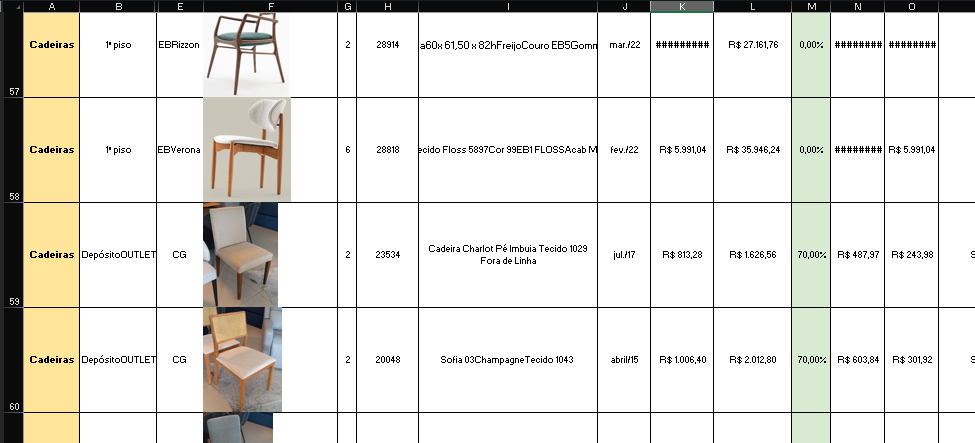 A B E F G H I J K L M N O
57 Cadeiras 1º piso EBRizzon 2 28914 a60x 61,50 x 82hFreijoCouro EB5Gomm mar./22 ######### R$ 27.161,76 0,00% ######## ########
58 Cadeiras 1º piso EBVerona 6 28818 ecido Floss 5897Cor 99EB1 FLOSSAcab M fev./22 R$ 5.991,04 R$ 35.946,24 0,00% ######## R$ 5.991,04
59 Cadeiras DepósitoOUTLET CG 2 23534 Cadeira Charlot Pé Imbuia Tecido 1029
Fora de Linha jul./17 R$ 813,28 R$ 1.626,56 70,00% R$ 487,97 R$ 243,98 S
60 Cadeiras DepósitoOUTLET CG 2 20048 Sofia 03ChampagneTecido 1043 abril/15 R$ 1.006,40 R$ 2.012,80 70,00% R$ 603,84 R$ 301,92 S